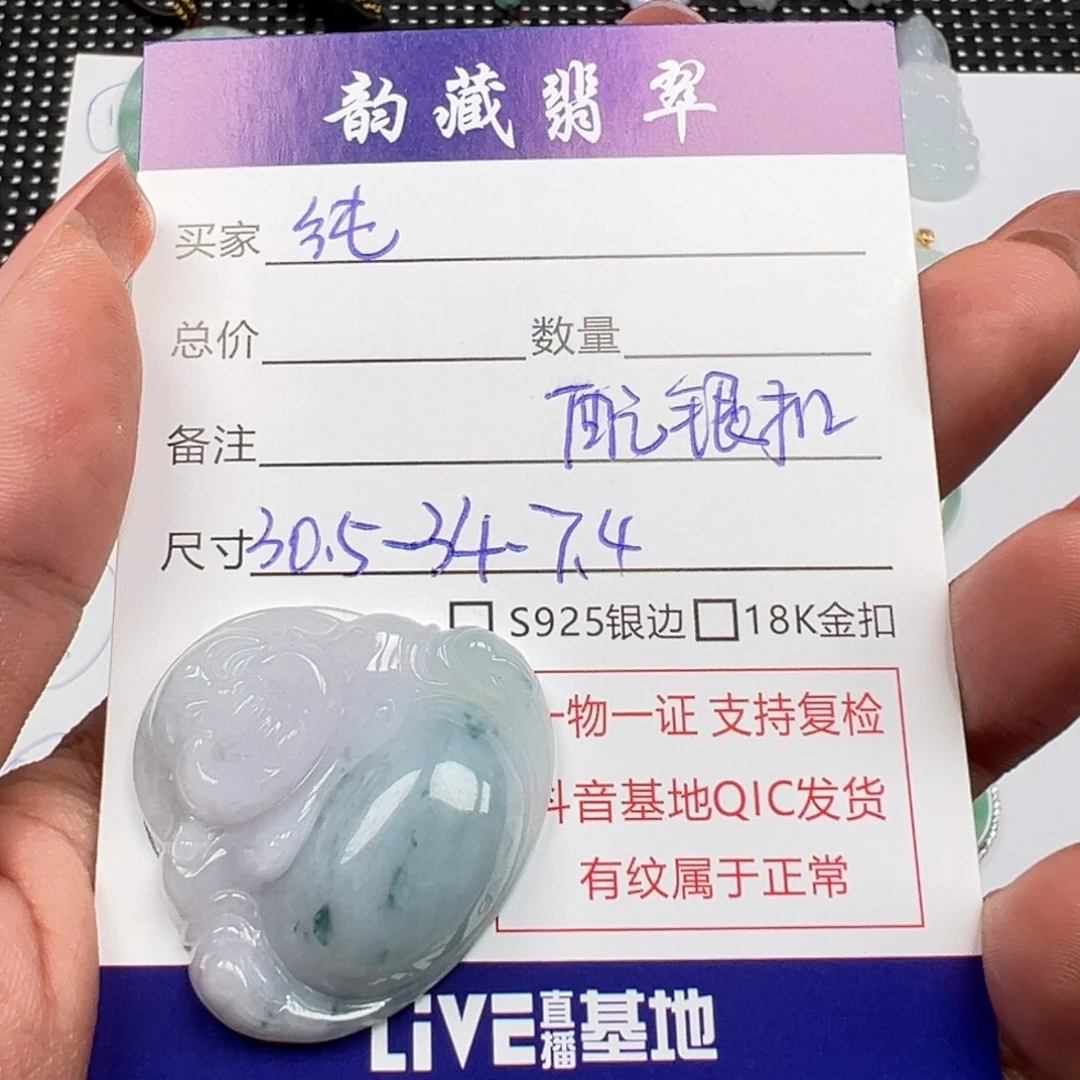 韵藏翡翠
买家 纯
总价 数量
备注 配银扣
尺寸 30.5-34-7.4
S925银边 18K金扣
一物一证 支持复检
抖音基地QIC发货
有纹属于正常
LiVE直播基地